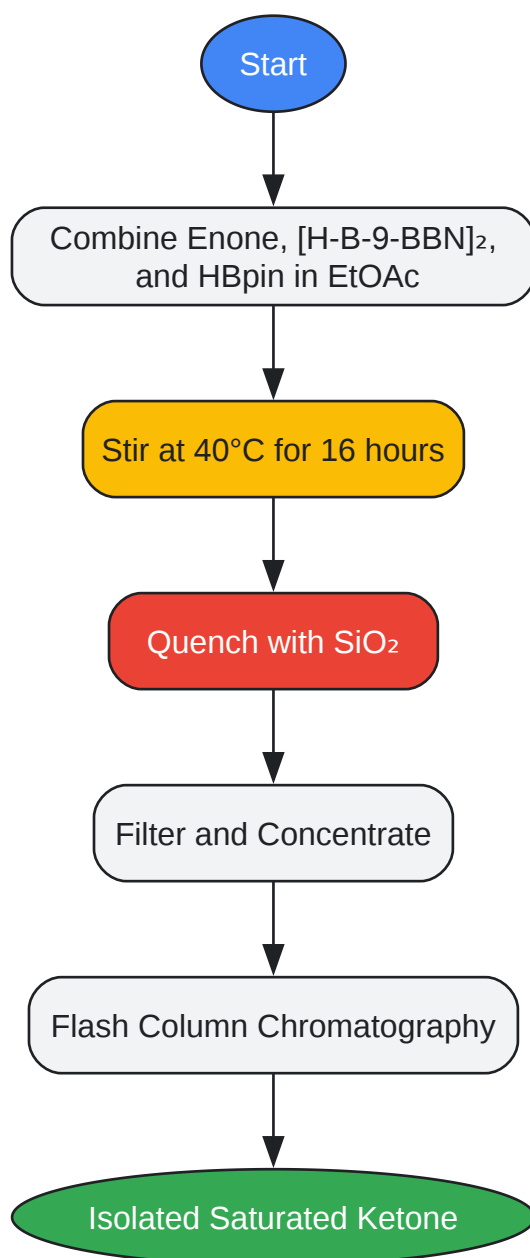 Start
Combine Enone, [H-B-9-BBN]₂,
and HBpin in EtOAc
Stir at 40°C for 16 hours
Quench with SiO₂
Filter and Concentrate
Flash Column Chromatography
Isolated Saturated Ketone